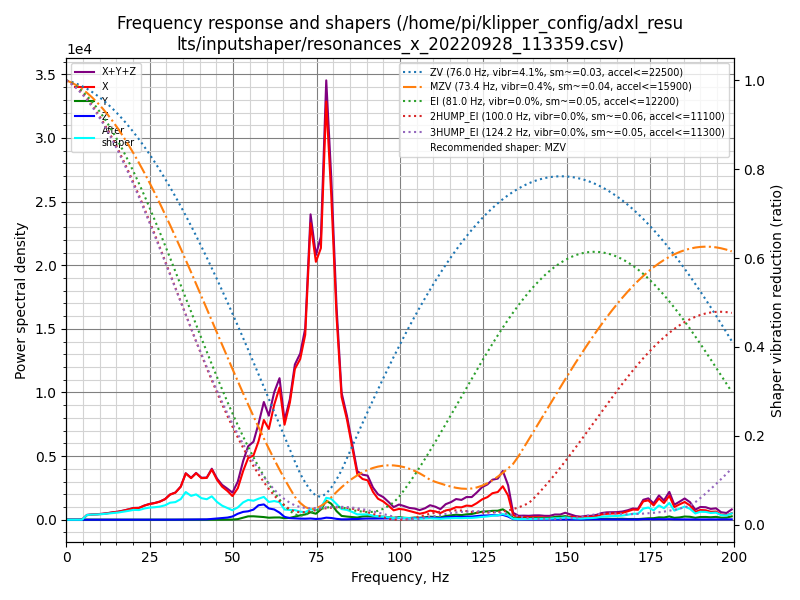 Frequency response and shapers (/home/pi/klipper_config/adxl_resu
lts/inputshaper/resonances_x_20220928_113359.csv)
1e4
X+Y+Z
X
Y
Z
After
shaper
ZV (76.0 Hz, vibr=4.1%, sm~=0.03, accel<=22500)
MZV (73.4 Hz, vibr=0.4%, sm~=0.04, accel<=15900)
EI (81.0 Hz, vibr=0.0%, sm~=0.05, accel<=12200)
2HUMP_EI (100.0 Hz, vibr=0.0%, sm~=0.06, accel<=11100)
3HUMP_EI (124.2 Hz, vibr=0.0%, sm~=0.05, accel<=11300)
Recommended shaper: MZV
Power spectral density
3.5
3.0
2.5
2.0
1.5
1.0
0.5
0.0
1.0
0.8
0.6
0.4
0.2
0.0
Shaper vibration reduction (ratio)
0 25 50 75 100 125 150 175 200
Frequency, Hz